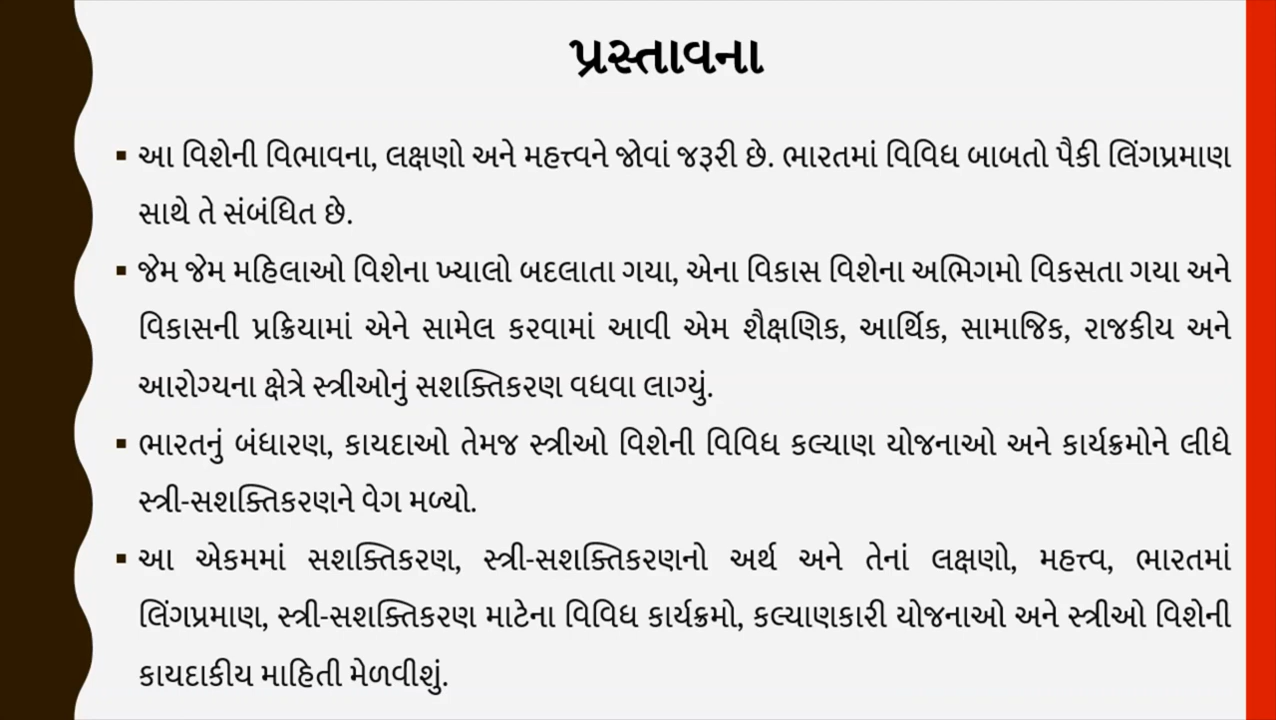 પ્રસ્તાવના
▪ આ વિશેની વિભાવના, લક્ષણો અને મહત્ત્વને જોવાં જરૂરી છે. ભારતમાં વિવિધ બાબતો પૈકી લિંગપ્રમાણ
સાથે તે સંબંધિત છે.
▪ જેમ જેમ મહિલાઓ વિશેના ખ્યાલો બદલાતા ગયા, એના વિકાસ વિશેના અભિગમો વિકસતા ગયા અને
વિકાસની પ્રક્રિયામાં એને સામેલ કરવામાં આવી એમ શૈક્ષણિક, આર્થિક, સામાજિક, રાજકીય અને
આરોગ્યના ક્ષેત્રે સ્ત્રીઓનું સશક્તિકરણ વધવા લાગ્યું.
▪ ભારતનું બંધારણ, કાયદાઓ તેમજ સ્ત્રીઓ વિશેની વિવિધ કલ્યાણ યોજનાઓ અને કાર્યક્રમોને લીધે
સ્ત્રી-સશક્તિકરણને વેગ મળ્યો.
▪ આ એકમમાં સશક્તિકરણ, સ્ત્રી-સશક્તિકરણનો અર્થ અને તેનાં લક્ષણો, મહત્ત્વ, ભારતમાં
લિંગપ્રમાણ, સ્ત્રી-સશક્તિકરણ માટેના વિવિધ કાર્યક્રમો, કલ્યાણકારી યોજનાઓ અને સ્ત્રીઓ વિશેની
કાયદાકીય માહિતી મેળવીશું.